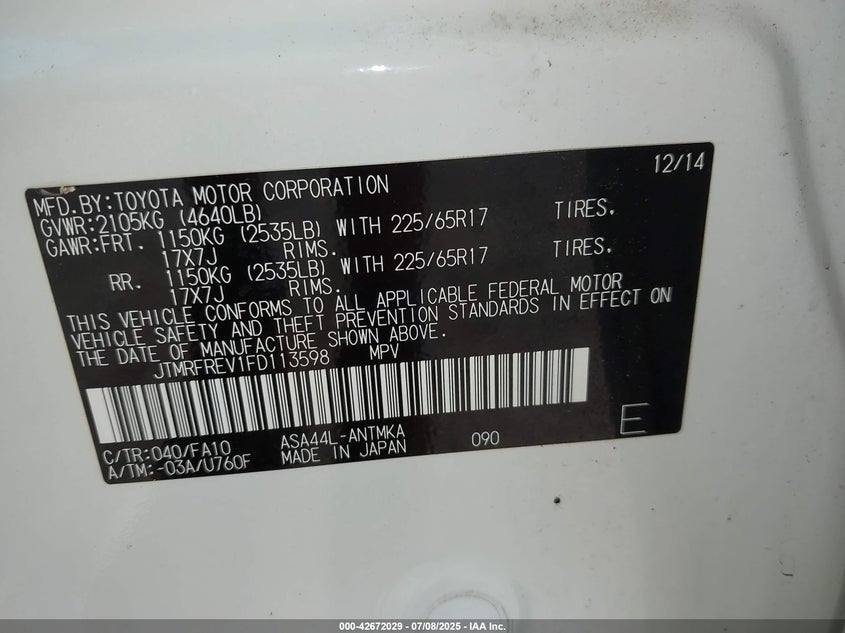 12/14
MFD.BY:TOYOTA MOTOR CORPORATION
GVWR:2105KG (4640LB)
GAWR:FRT. 1150KG (2535LB) WITH 225/65R17 TIRES.
17X7J RIMS.
RR. 1150KG (2535LB) WITH 225/65R17 TIRES.
17X7J RIMS.
THIS VEHICLE CONFORMS TO ALL APPLICABLE FEDERAL MOTOR
VEHICLE SAFETY AND THEFT PREVENTION STANDARDS IN EFFECT ON
THE DATE OF MANUFACTURE SHOWN ABOVE.
JTMRFREV1FD113598 MPV
C/TR:040/FA10 ASA44L-ANTMKA 090 E
A/TM:-03A/U760F MADE IN JAPAN
000-42672029 - 07/08/2025 - IAA Inc.